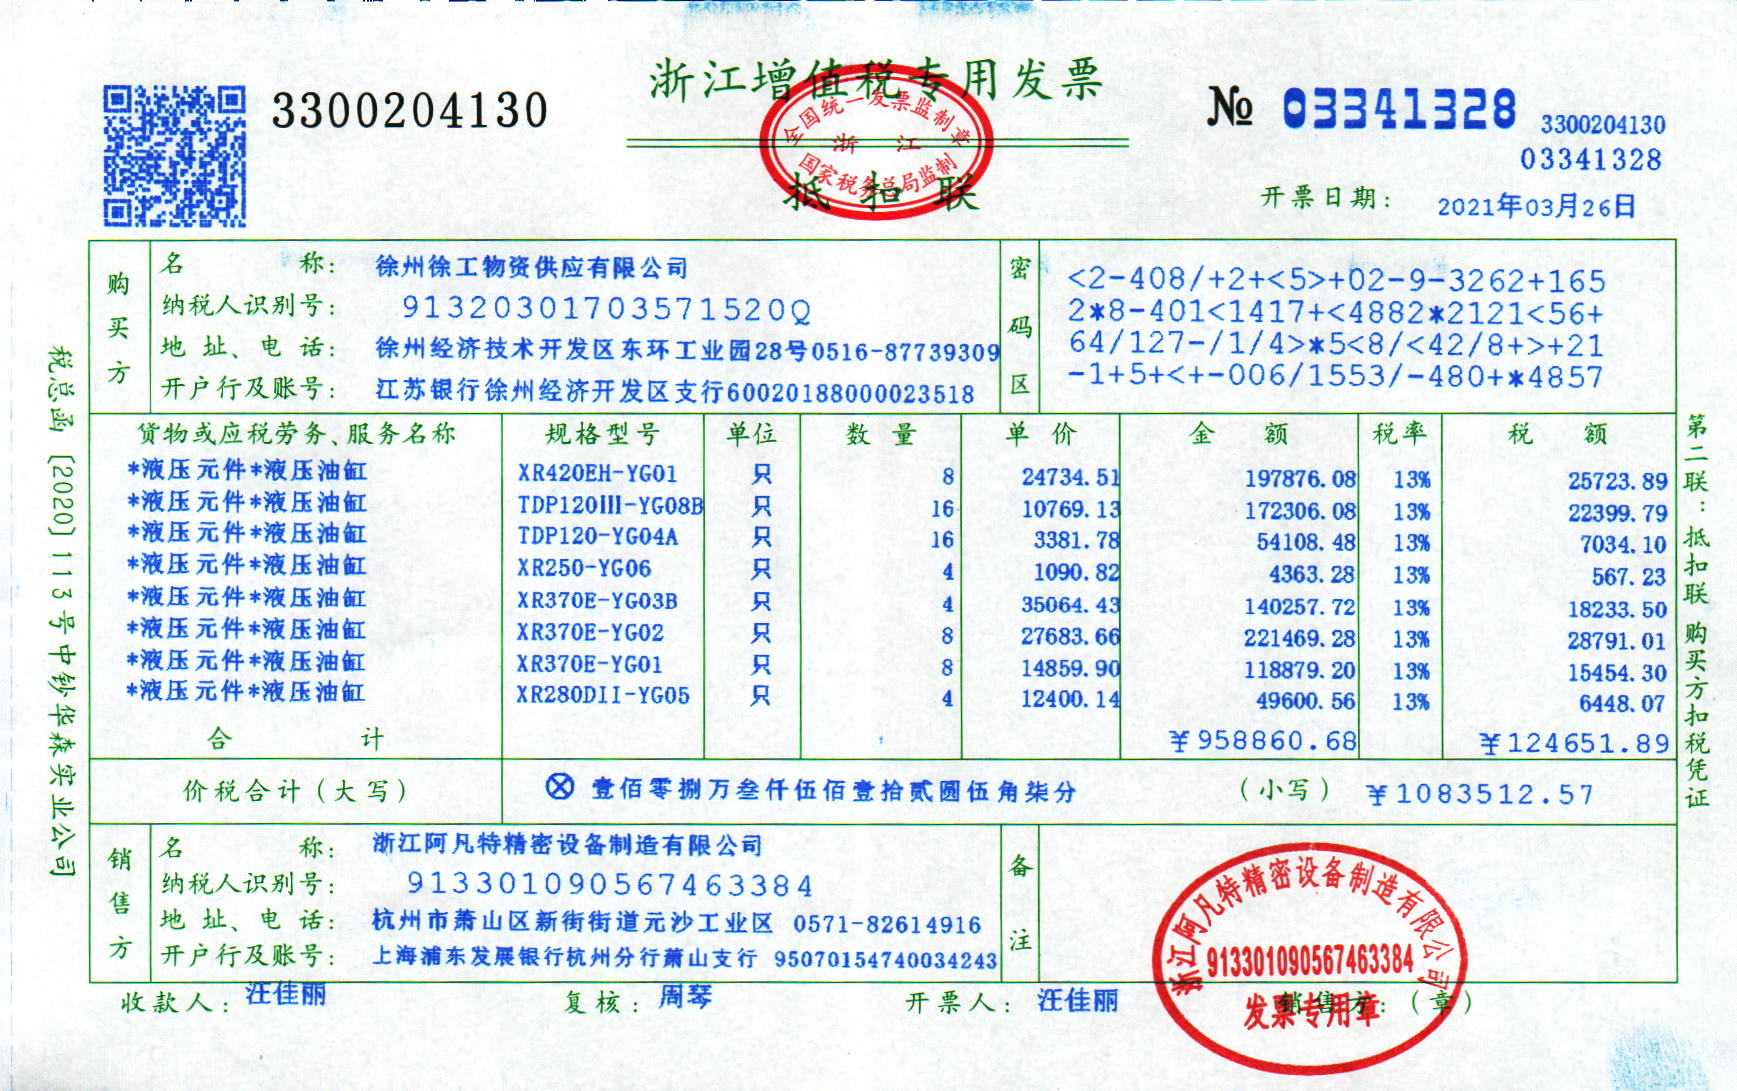 浙江增值税专用发票
3300204130
№ 03341328
3300204130
03341328
全国统一发票监制章
浙 江
国家税务总局监制
抵扣联
开票日期: 2021年03月26日
购买方
名 称: 徐州徐工物资供应有限公司
纳税人识别号: 91320301703571520Q
地 址、电 话: 徐州经济技术开发区东环工业园28号0516-87739309
开户行及账号: 江苏银行徐州经济开发区支行60020188000023518
密码区
<2-408/+2+<5>+02-9-3262+165
2*8-401<1417+<4882*2121<56+
64/127-/1/4>*5<8/<42/8+>+21
-1+5+<+-006/1553/-480+*4857
货物或应税劳务、服务名称 规格型号 单位 数 量 单 价 金 额 税率 税 额
*液压元件*液压油缸 XR420EH-YG01 只 8 24734.51 197876.08 13% 25723.89
*液压元件*液压油缸 TDP120III-YG08B 只 16 10769.13 172306.08 13% 22399.79
*液压元件*液压油缸 TDP120-YG04A 只 16 3381.78 54108.48 13% 7034.10
*液压元件*液压油缸 XR250-YG06 只 4 1090.82 4363.28 13% 567.23
*液压元件*液压油缸 XR370E-YG03B 只 4 35064.43 140257.72 13% 18233.50
*液压元件*液压油缸 XR370E-YG02 只 8 27683.66 221469.28 13% 28791.01
*液压元件*液压油缸 XR370E-YG01 只 8 14859.90 118879.20 13% 15454.30
*液压元件*液压油缸 XR280DII-YG05 只 4 12400.14 49600.56 13% 6448.07
合 计 ¥958860.68 ¥124651.89
价税合计(大写) ⊗壹佰零捌万叁仟伍佰壹拾贰圆伍角柒分 (小写) ¥1083512.57
销售方
名 称: 浙江阿凡特精密设备制造有限公司
纳税人识别号: 913301090567463384
地 址、电 话: 杭州市萧山区新街街道元沙工业区 0571-82614916
开户行及账号: 上海浦东发展银行杭州分行萧山支行 95070154740034243
备注
浙江阿凡特精密设备制造有限公司
913301090567463384
发票专用章
收款人: 汪佳丽 复核: 周琴 开票人: 汪佳丽 销售方:(章)
税总函[2020]113号中钞华森实业公司
第二联:抵扣联 购买方扣税凭证